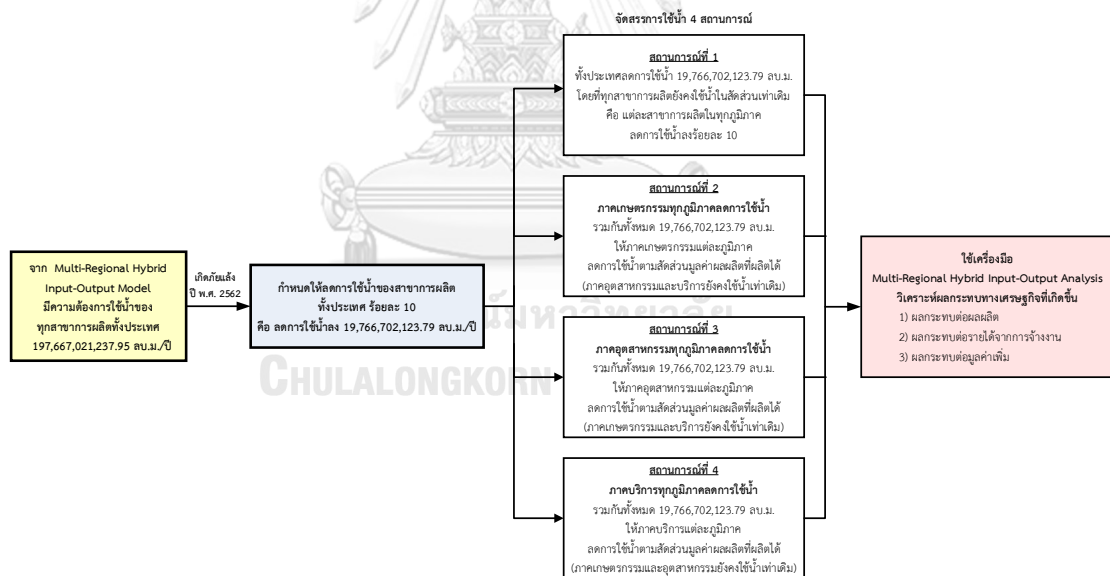 จัดสรรการใช้น้ำ 4 สถานการณ์
จาก Multi-Regional Hybrid
Input-Output Model
มีความต้องการใช้น้ำของ
ทุกสาขาการผลิตทั้งประเทศ
197,667,021,237.95 ลบ.ม./ปี
เกิดภัยแล้ง
ปี พ.ศ. 2562
กำหนดให้ลดการใช้น้ำของสาขาการผลิต
ทั้งประเทศ ร้อยละ 10
คือ ลดการใช้น้ำลง 19,766,702,123.79 ลบ.ม./ปี
สถานการณ์ที่ 1
ทั้งประเทศลดการใช้น้ำ 19,766,702,123.79 ลบ.ม.
โดยที่ทุกสาขาการผลิตยังคงใช้น้ำในสัดส่วนเท่าเดิม
คือ แต่ละสาขาการผลิตในทุกภูมิภาค
ลดการใช้น้ำลงร้อยละ 10
สถานการณ์ที่ 2
ภาคเกษตรกรรมทุกภูมิภาคลดการใช้น้ำ
รวมกันทั้งหมด 19,766,702,123.79 ลบ.ม.
ให้ภาคเกษตรกรรมแต่ละภูมิภาค
ลดการใช้น้ำตามสัดส่วนมูลค่าผลผลิตที่ผลิตได้
(ภาคอุตสาหกรรมและบริการยังคงใช้น้ำเท่าเดิม)
สถานการณ์ที่ 3
ภาคอุตสาหกรรมทุกภูมิภาคลดการใช้น้ำ
รวมกันทั้งหมด 19,766,702,123.79 ลบ.ม.
ให้ภาคอุตสาหกรรมแต่ละภูมิภาค
ลดการใช้น้ำตามสัดส่วนมูลค่าผลผลิตที่ผลิตได้
(ภาคเกษตรกรรมและบริการยังคงใช้น้ำเท่าเดิม)
สถานการณ์ที่ 4
ภาคบริการทุกภูมิภาคลดการใช้น้ำ
รวมกันทั้งหมด 19,766,702,123.79 ลบ.ม.
ให้ภาคบริการแต่ละภูมิภาค
ลดการใช้น้ำตามสัดส่วนมูลค่าผลผลิตที่ผลิตได้
(ภาคเกษตรกรรมและอุตสาหกรรมยังคงใช้น้ำเท่าเดิม)
ใช้เครื่องมือ
Multi-Regional Hybrid Input-Output Analysis
วิเคราะห์ผลกระทบทางเศรษฐกิจที่เกิดขึ้น
1) ผลกระทบต่อผลผลิต
2) ผลกระทบต่อรายได้จากการจ้างงาน
3) ผลกระทบต่อมูลค่าเพิ่ม
CHULALONGKORN